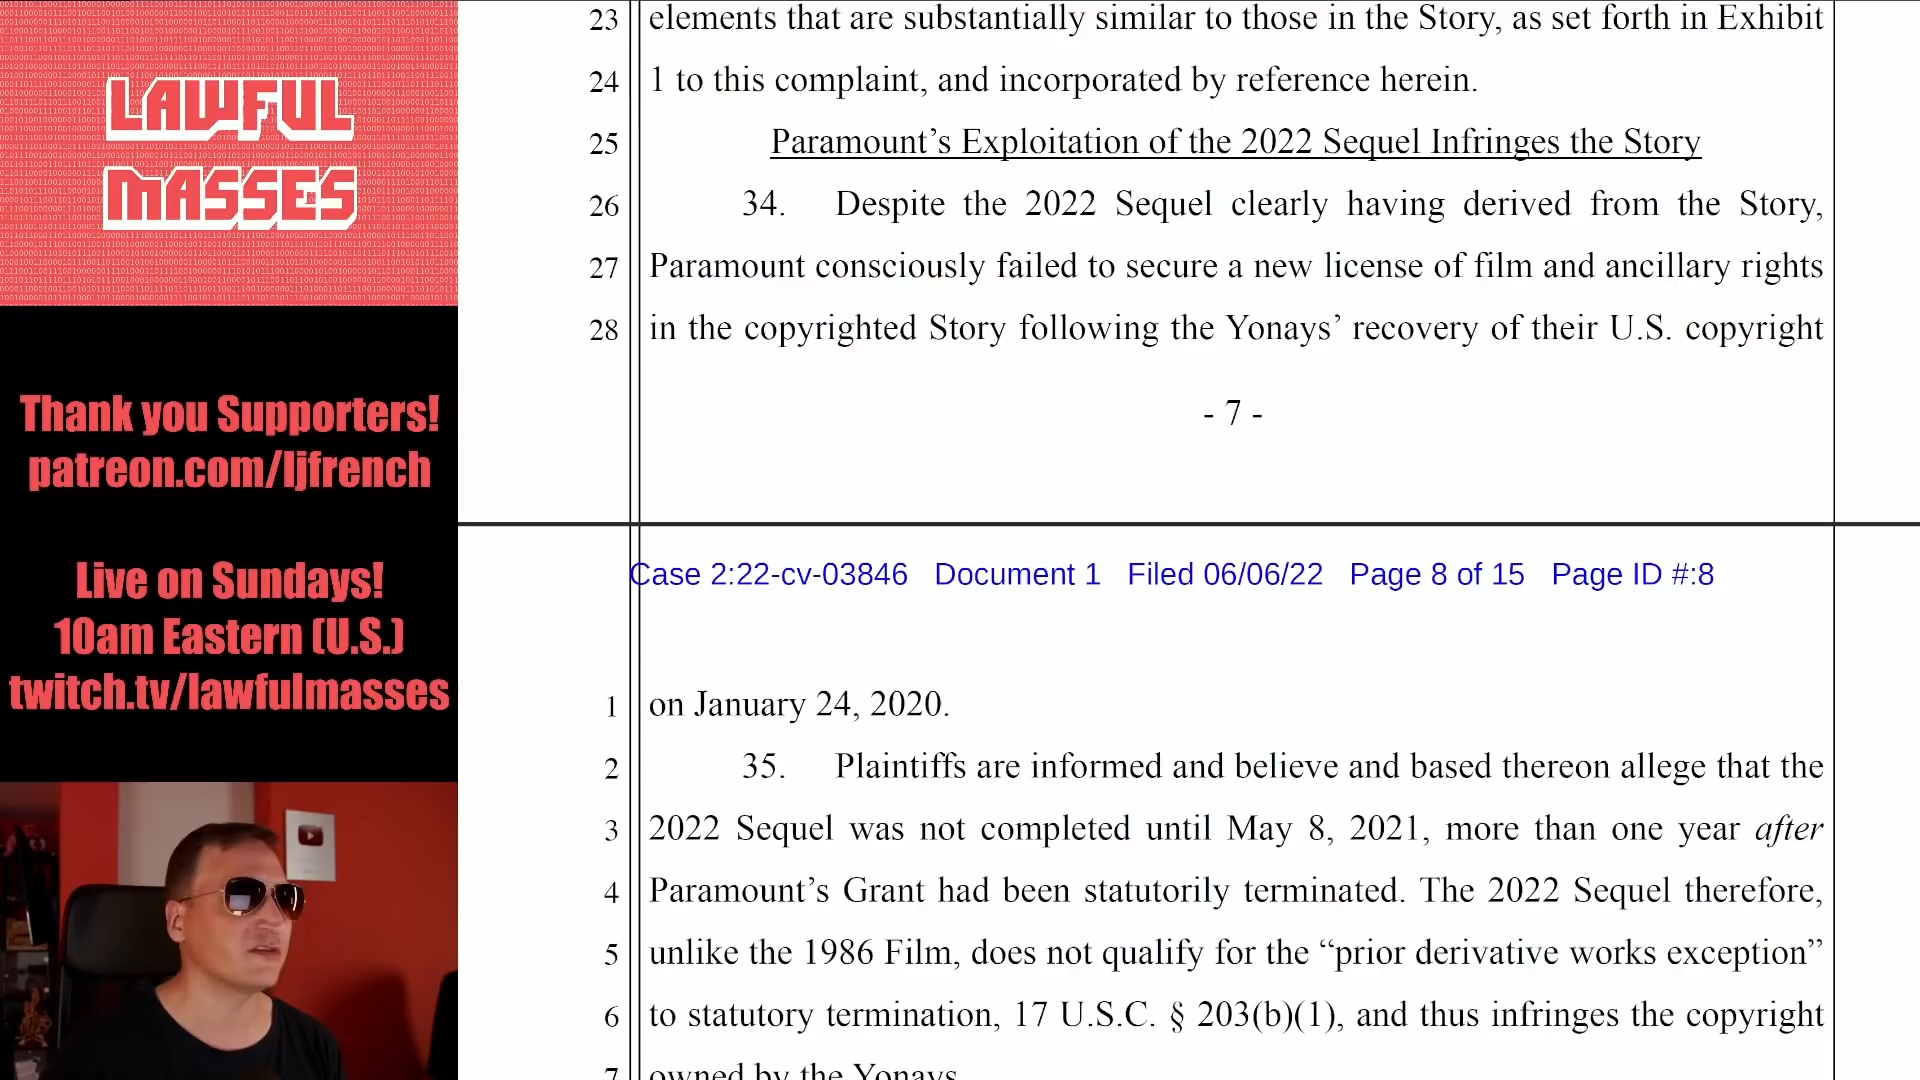 LAWFUL
MASSES
Thank you Supporters!
patreon.com/ljfrench
Live on Sundays!
10am Eastern (U.S.)
twitch.tv/lawfulmasses
23 elements that are substantially similar to those in the Story, as set forth in Exhibit
24 1 to this complaint, and incorporated by reference herein.
25 Paramount’s Exploitation of the 2022 Sequel Infringes the Story
26 34. Despite the 2022 Sequel clearly having derived from the Story,
27 Paramount consciously failed to secure a new license of film and ancillary rights
28 in the copyrighted Story following the Yonays’ recovery of their U.S. copyright
- 7 -
Case 2:22-cv-03846 Document 1 Filed 06/06/22 Page 8 of 15 Page ID #:8
1 on January 24, 2020.
2 35. Plaintiffs are informed and believe and based thereon allege that the
3 2022 Sequel was not completed until May 8, 2021, more than one year after
4 Paramount’s Grant had been statutorily terminated. The 2022 Sequel therefore,
5 unlike the 1986 Film, does not qualify for the “prior derivative works exception”
6 to statutory termination, 17 U.S.C. § 203(b)(1), and thus infringes the copyright
7 owned by the Yonays